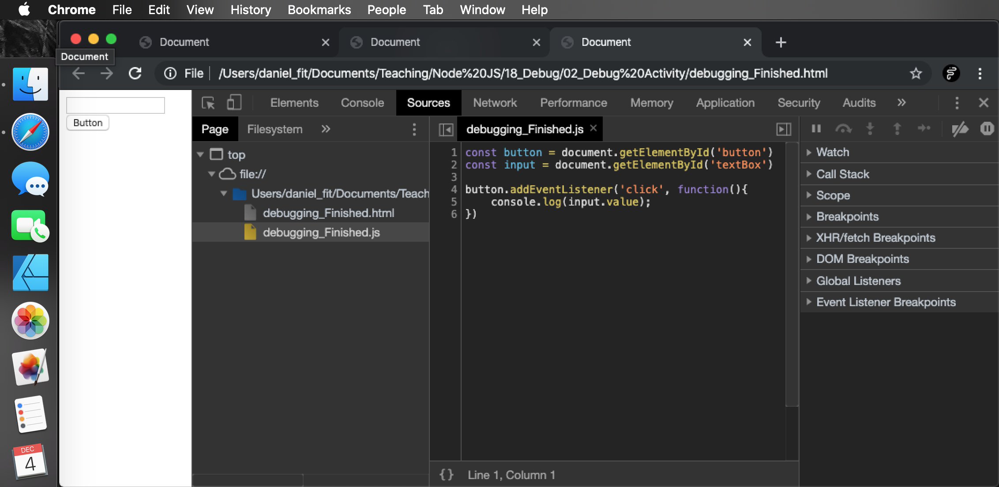 Chrome File Edit View History Bookmarks People Tab Window Help
Document Document Document
Document
File /Users/daniel_fit/Documents/Teaching/Node%20JS/18_Debug/02_Debug%20Activity/debugging_Finished.html
Button
Elements Console Sources Network Performance Memory Application Security Audits »
Page Filesystem »
top
file://
Users/daniel_fit/Documents/Teach
debugging_Finished.html
debugging_Finished.js
debugging_Finished.js
1 const button = document.getElementById('button')
2 const input = document.getElementById('textBox')
3
4 button.addEventListener('click', function(){
5     console.log(input.value);
6 })
{} Line 1, Column 1
Watch
Call Stack
Scope
Breakpoints
XHR/fetch Breakpoints
DOM Breakpoints
Global Listeners
Event Listener Breakpoints
DEC
4